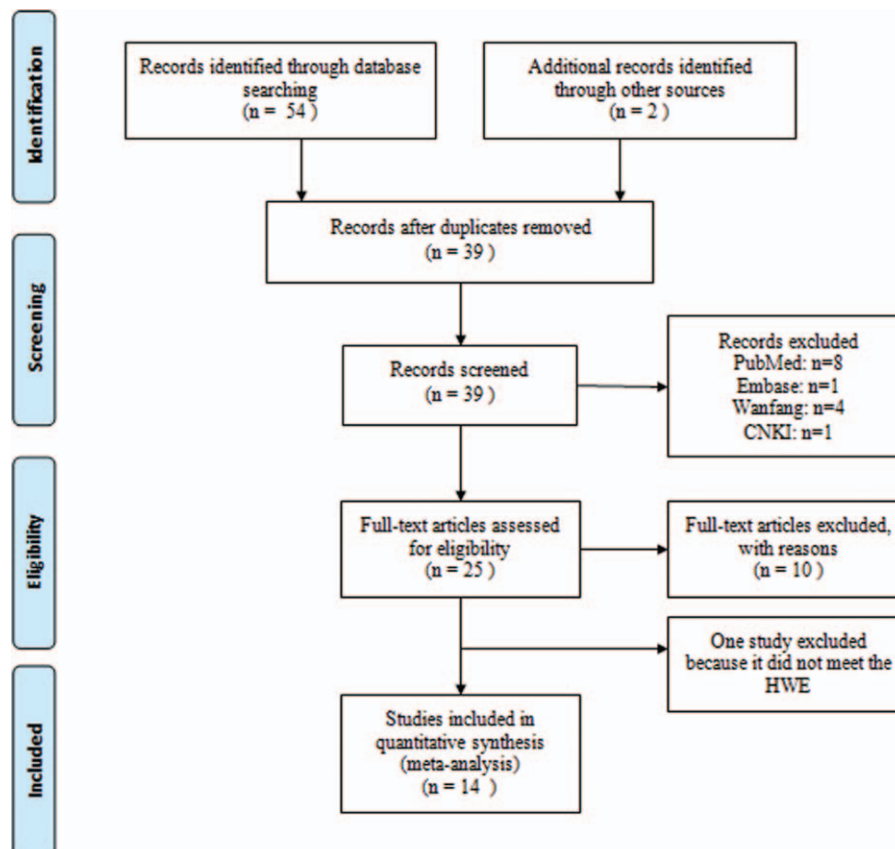 Identification
Records identified through database
searching
(n = 54 )
Additional records identified
through other sources
(n = 2 )
Records after duplicates removed
(n = 39 )
Screening
Records screened
(n = 39 )
Records excluded
PubMed: n=8
Embase: n=1
Wanfang: n=4
CNKI: n=1
Eligibility
Full-text articles assessed
for eligibility
(n = 25 )
Full-text articles excluded,
with reasons
(n = 10 )
One study excluded
because it did not meet the
HWE
Included
Studies included in
quantitative synthesis
(meta-analysis)
(n = 14 )